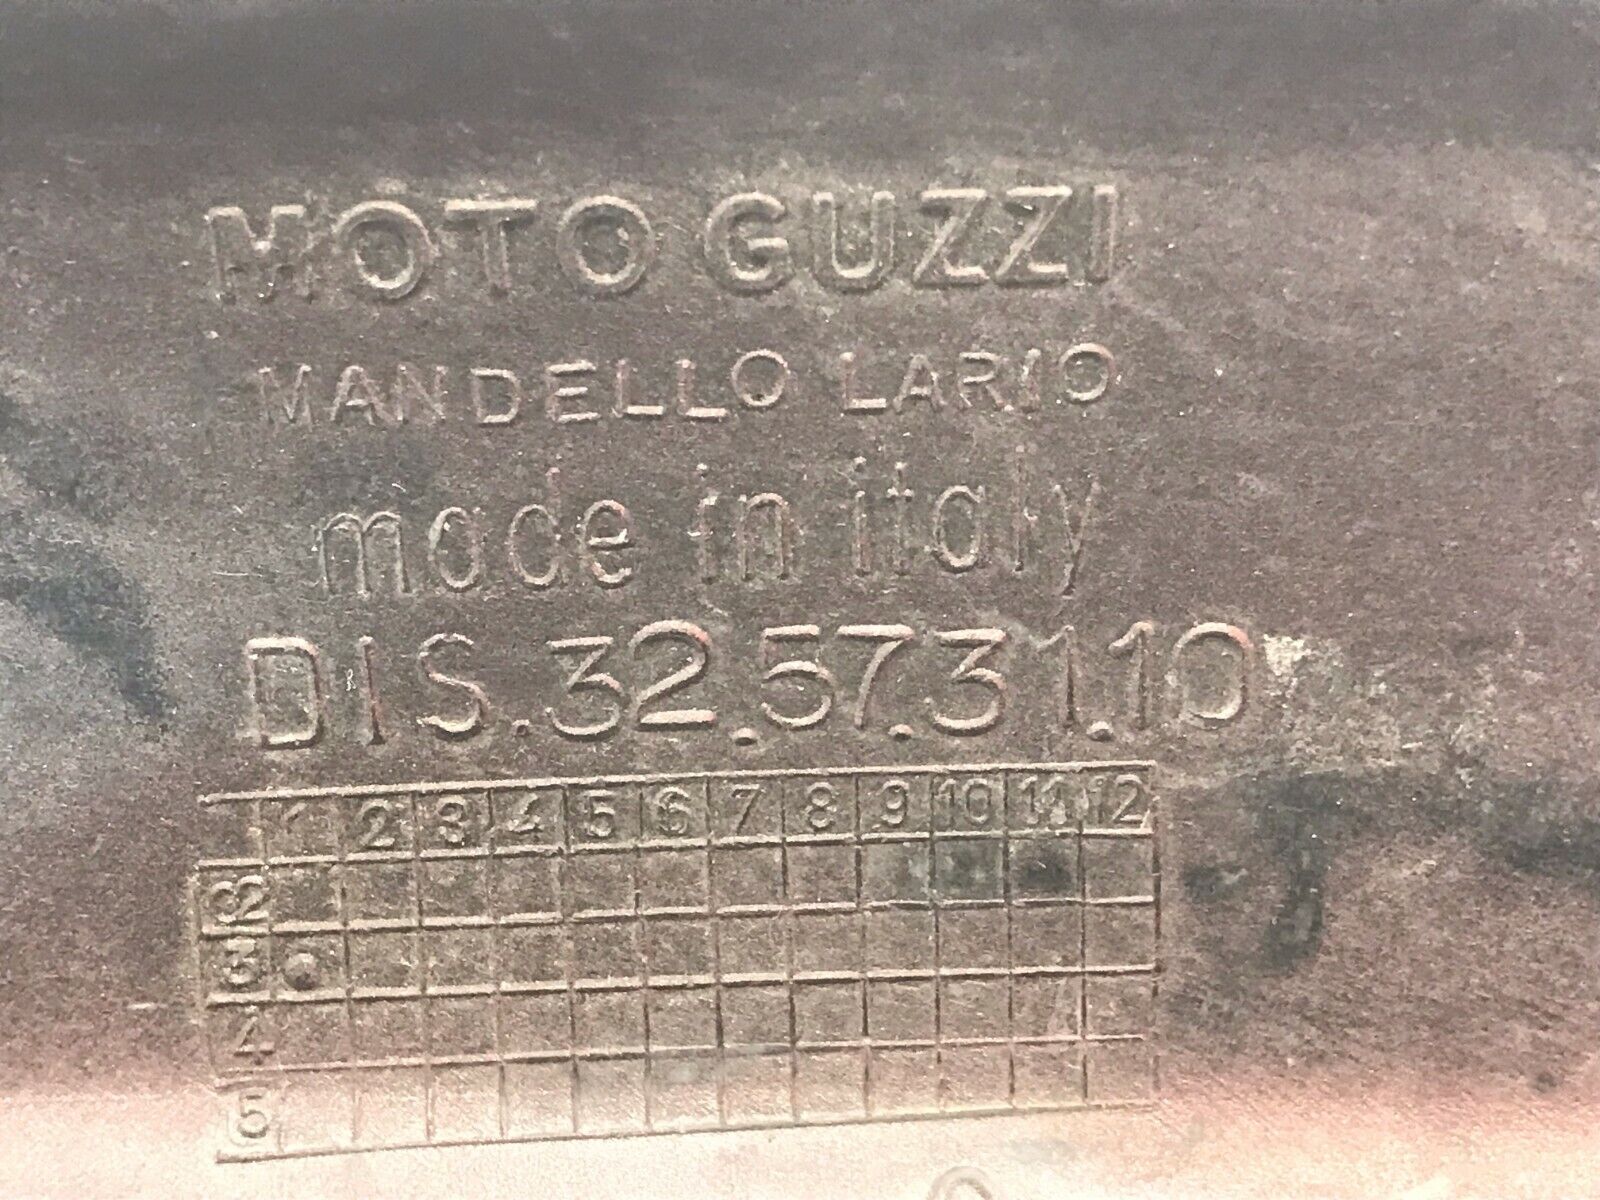 MOTO GUZZI
MANDELLO LARIO
made in italy
DIS.32.57.31.10
1 2 3 4 5 6 7 8 9 10 11 12
3
4
5